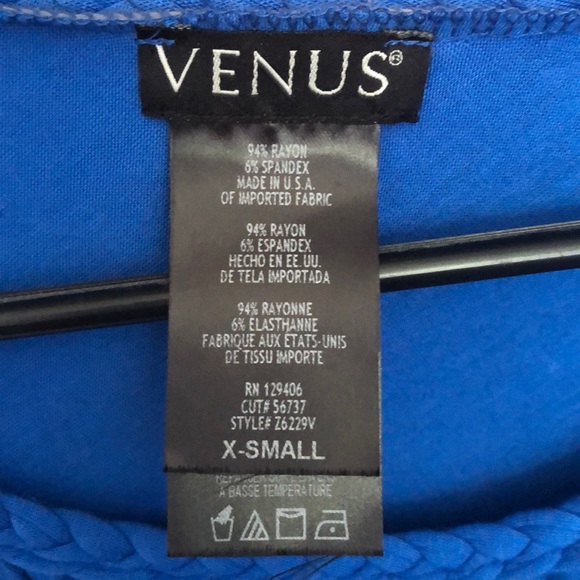 VENUS®
94% RAYON
6% SPANDEX
MADE IN U.S.A.
OF IMPORTED FABRIC
94% RAYON
6% ESPANDEX
HECHO EN EE. UU.
DE TELA IMPORTADA
94% RAYONNE
6% ELASTHANNE
FABRIQUE AUX ETATS-UNIS
DE TISSU IMPORTE
RN 129406
CUT# 56737
STYLE# Z6229V
X-SMALL
A BASSE TEMPERATURE